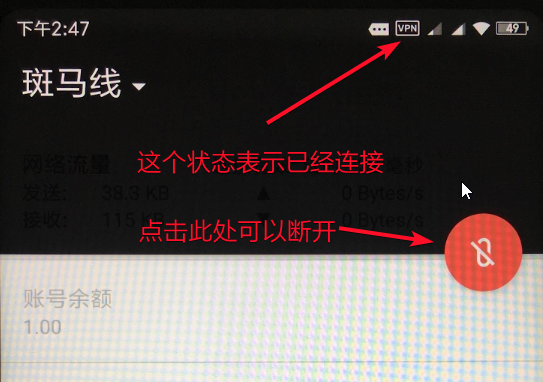 下午2:47
VPN
49
斑马线
这个状态表示已经连接
网络流量
毫秒
发送: 38.3 KB ▲ 0 Bytes/s
接收: 115 KB ▼ 0 Bytes/s
点击此处可以断开
账号余额
1.00